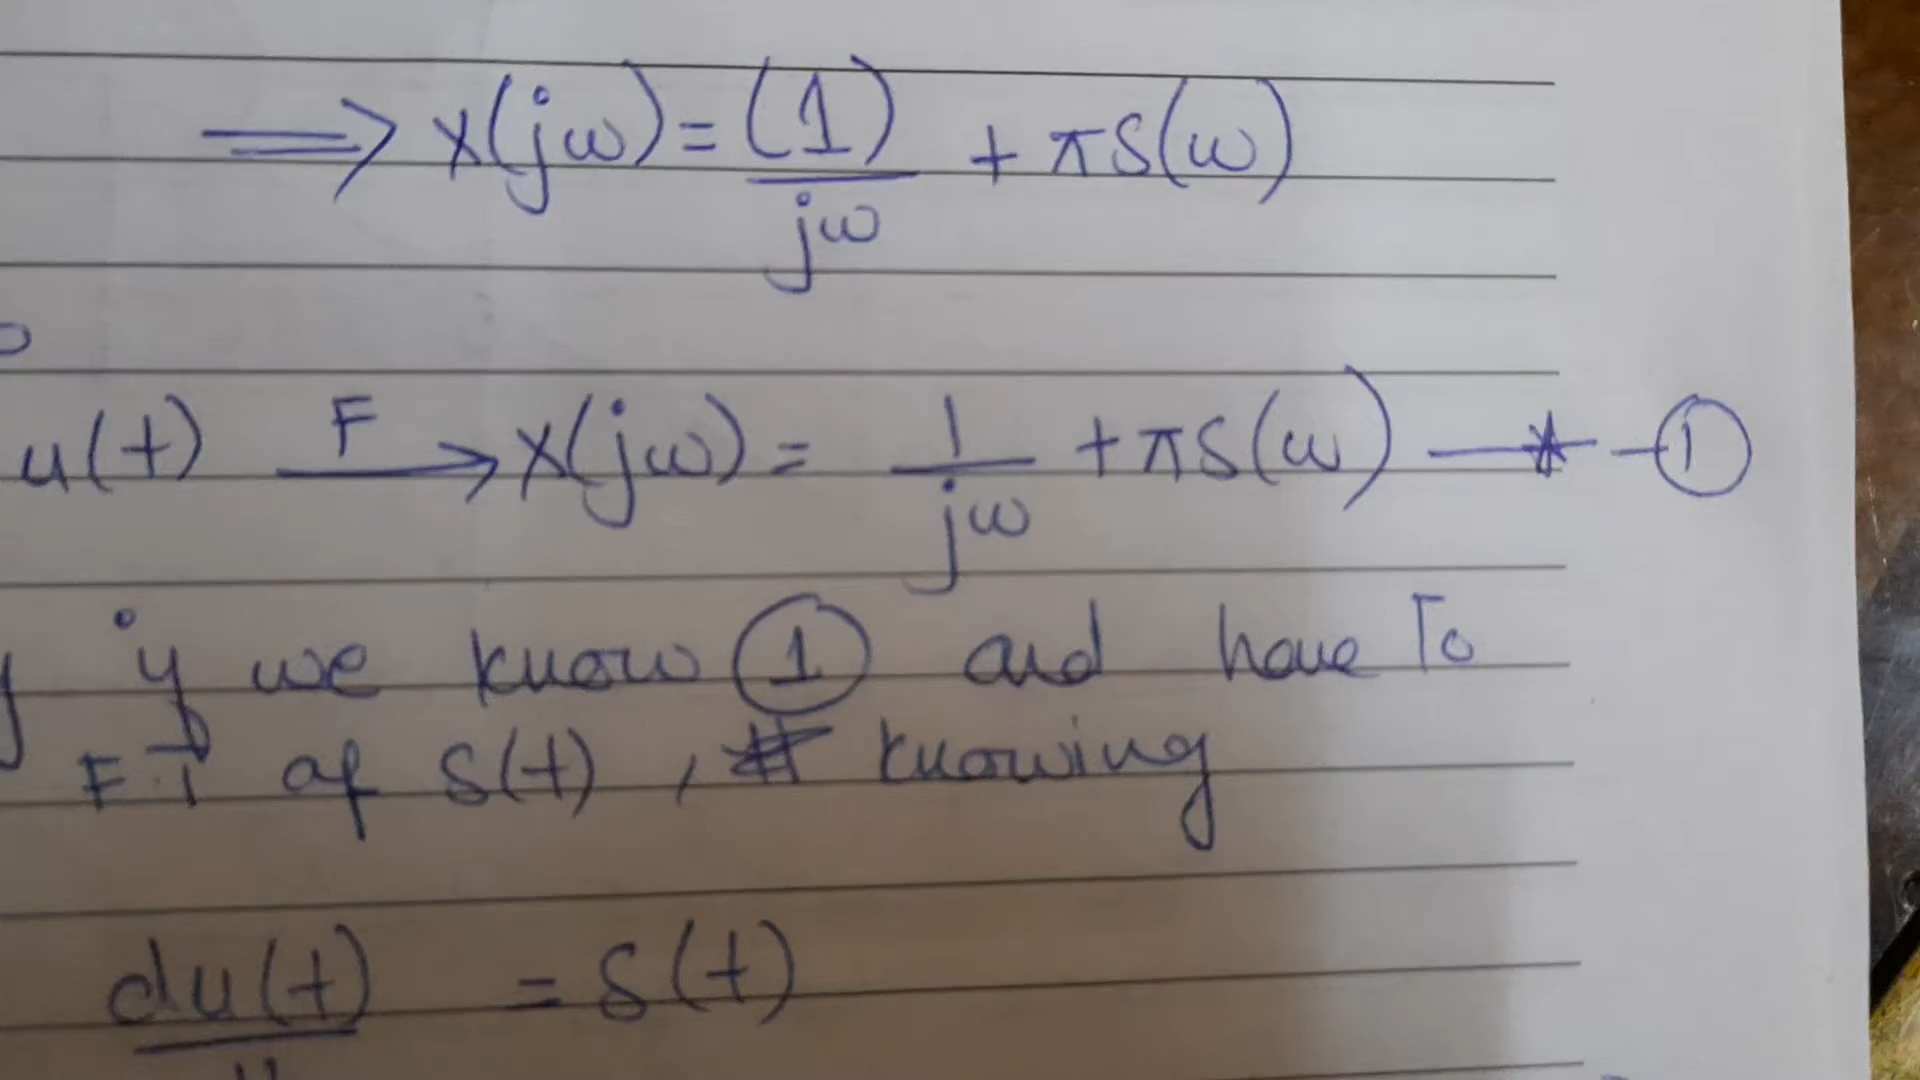 ⟹ X(jω) = (1)/jω + πδ(ω)
u(t) F→ X(jω) = 1/jω + πδ(ω) —*—①
if we know ① and have To
F.T of δ(t), knowing
du(t) = δ(t)